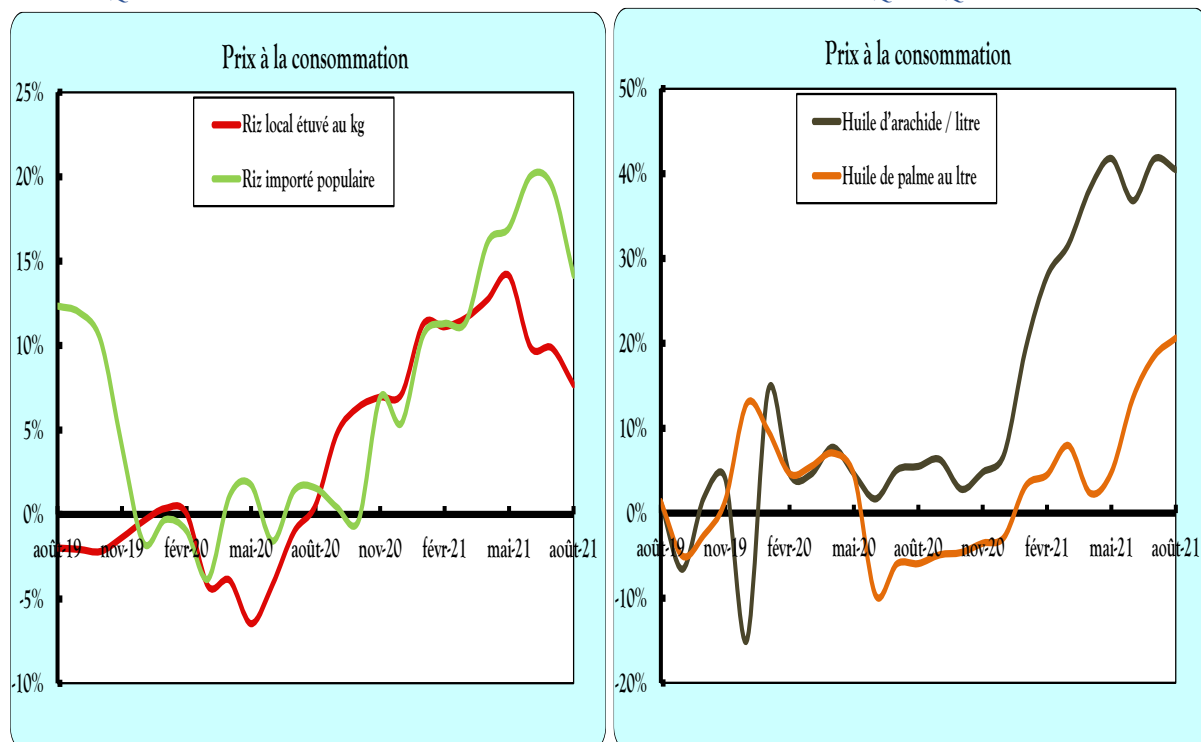 Prix à la consommation
25%
20%
15%
10%
5%
0%
-5%
-10%
Riz local étuvé au kg
Riz importé populaire
août-19
nov-19
févr-20
mai-20
août-20
nov-20
févr-21
mai-21
août-21
Prix à la consommation
50%
40%
30%
20%
10%
0%
-10%
-20%
Huile d'arachide / litre
Huile de palme au ltre
août-19
nov-19
févr-20
mai-20
août-20
nov-20
févr-21
mai-21
août-21